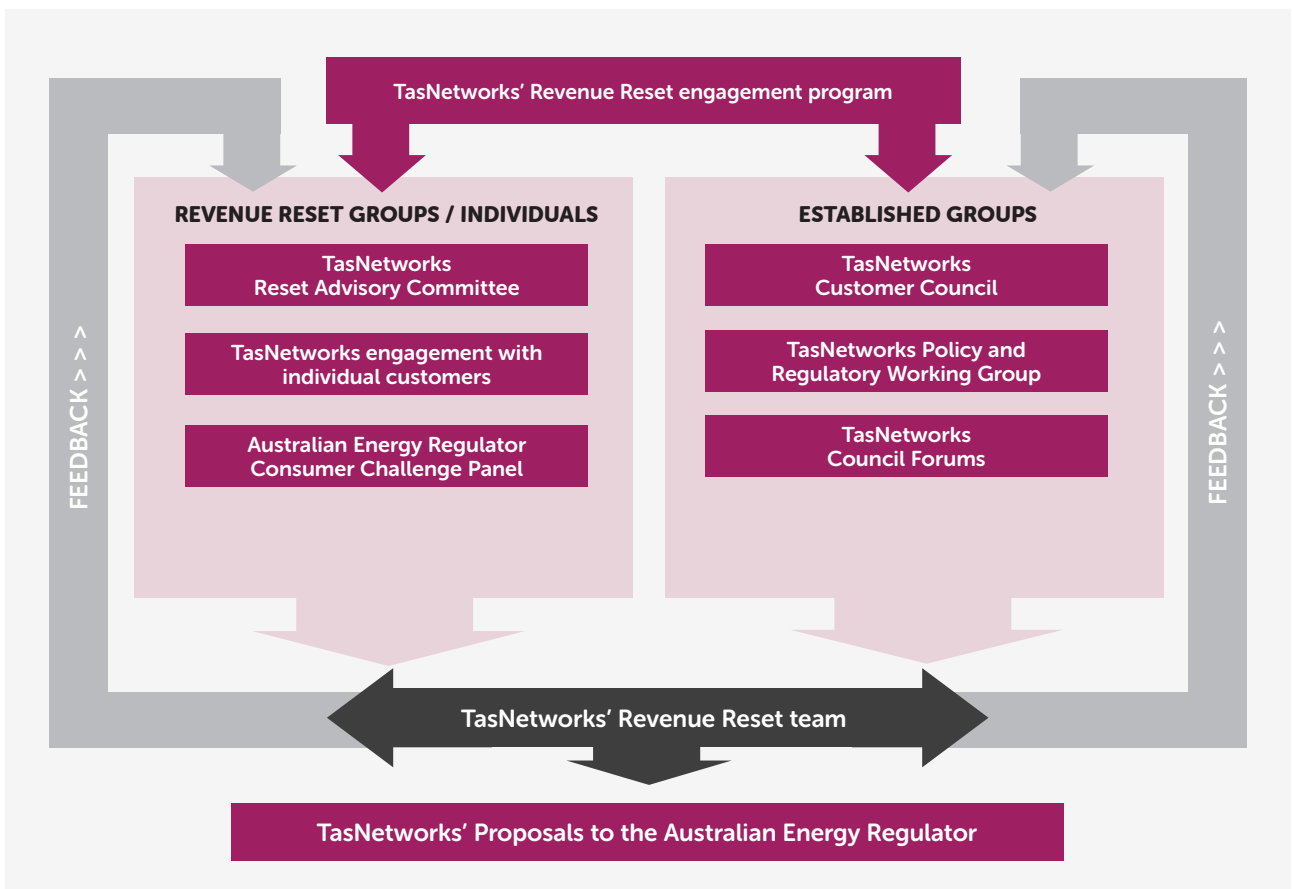 TasNetworks' Revenue Reset engagement program
REVENUE RESET GROUPS / INDIVIDUALS
TasNetworks
Reset Advisory Committee
TasNetworks engagement with
individual customers
Australian Energy Regulator
Consumer Challenge Panel
ESTABLISHED GROUPS
TasNetworks
Customer Council
TasNetworks Policy and
Regulatory Working Group
TasNetworks
Council Forums
FEEDBACK > > >
FEEDBACK > > >
TasNetworks' Revenue Reset team
TasNetworks' Proposals to the Australian Energy Regulator